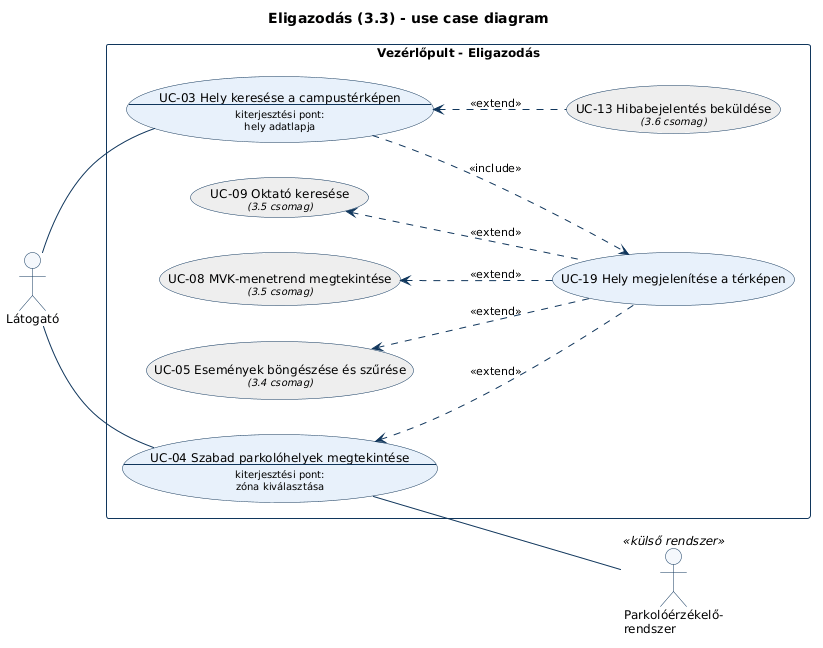 Eligazodás (3.3) - use case diagram
Vezérlőpult - Eligazodás
UC-03 Hely keresése a campustérképen
kiterjesztési pont:
hely adatlapja
«extend»
UC-13 Hibabejelentés beküldése
(3.6 csomag)
«include»
UC-09 Oktató keresése
(3.5 csomag)
«extend»
UC-08 MVK-menetrend megtekintése
(3.5 csomag)
«extend»
UC-19 Hely megjelenítése a térképen
Látogató
«extend»
UC-05 Események böngészése és szűrése
(3.4 csomag)
«extend»
UC-04 Szabad parkolóhelyek megtekintése
kiterjesztési pont:
zóna kiválasztása
«külső rendszer»
Parkolóérzékelő-
rendszer